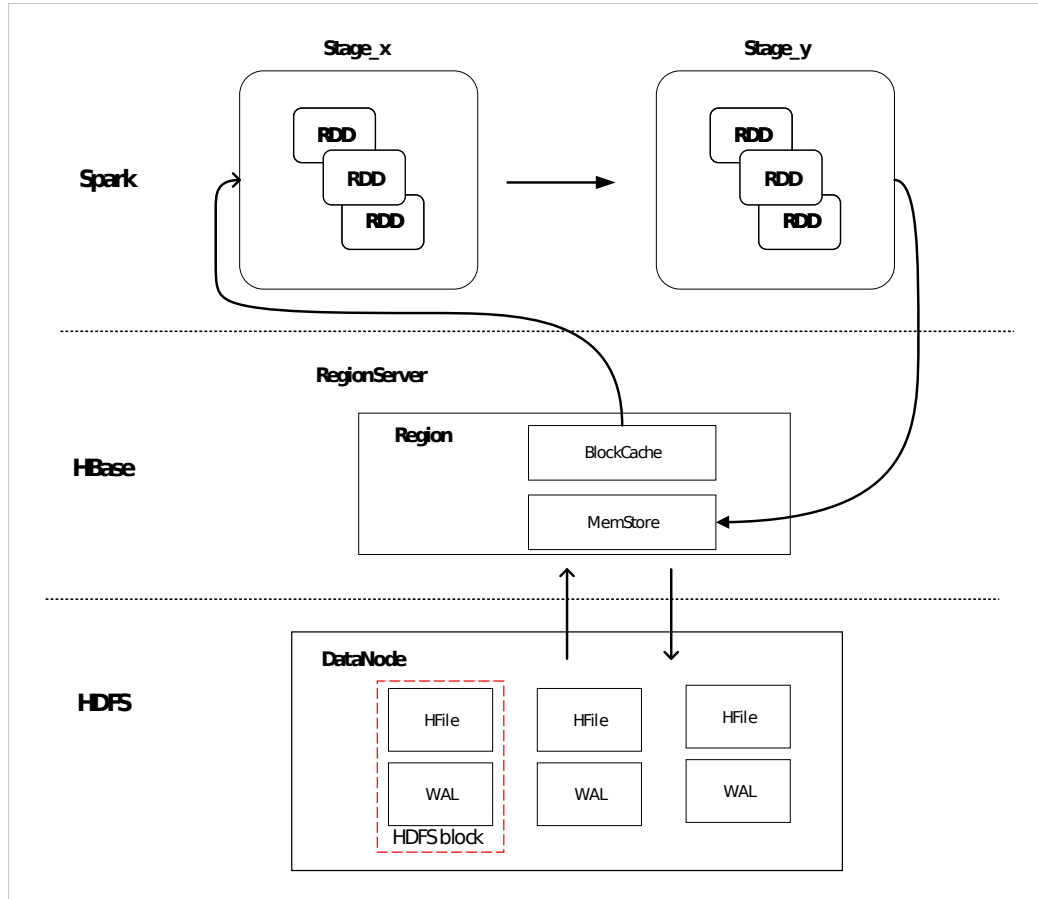 Stage_x
Stage_y
RDD
RDD
RDD
RDD
RDD
RDD
Spark
RegionServer
Region
BlockCache
HBase
MemStore
DataNode
HDFS
HFile
HFile
HFile
WAL
WAL
WAL
HDFS block